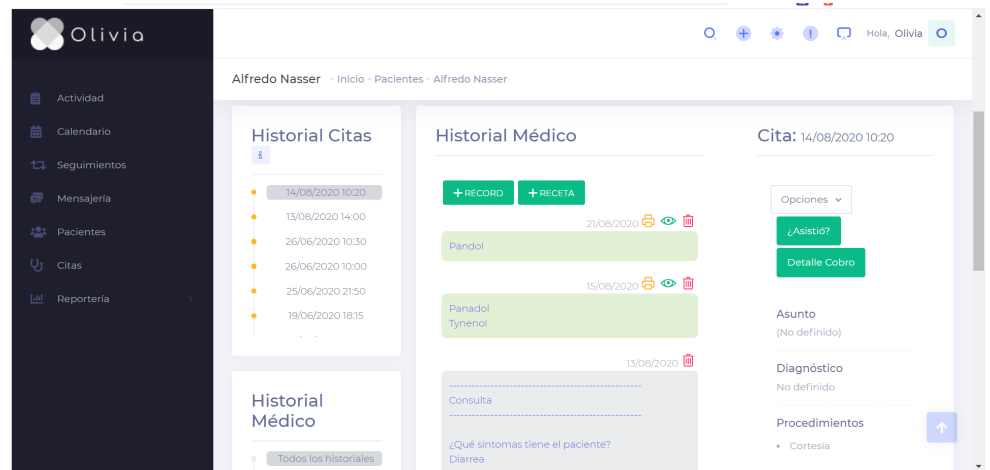 Olivia
Hola, Olivia O
Alfredo Nasser Inicio Pacientes Alfredo Nasser
Actividad
Calendario
Seguimientos
Mensajería
Pacientes
Citas
Reportería
Historial Citas
14/08/2020 10:20
13/08/2020 14:00
26/06/2020 10:30
26/06/2020 10:00
25/06/2020 21:50
19/06/2020 18:15
Historial
Médico
Todos los historiales
Historial Médico
+ RÉCORD + RECETA
21/08/2020
Pandol
15/08/2020
Panadol
Tynenol
13/08/2020
------------------------------------------------
Consulta
------------------------------------------------
¿Qué sintomas tiene el paciente?
Diarrea
Cita: 14/08/2020 10:20
Opciones
¿Asistió?
Detalle Cobro
Asunto
(No definido)
Diagnóstico
No definido
Procedimientos
• Cortesía